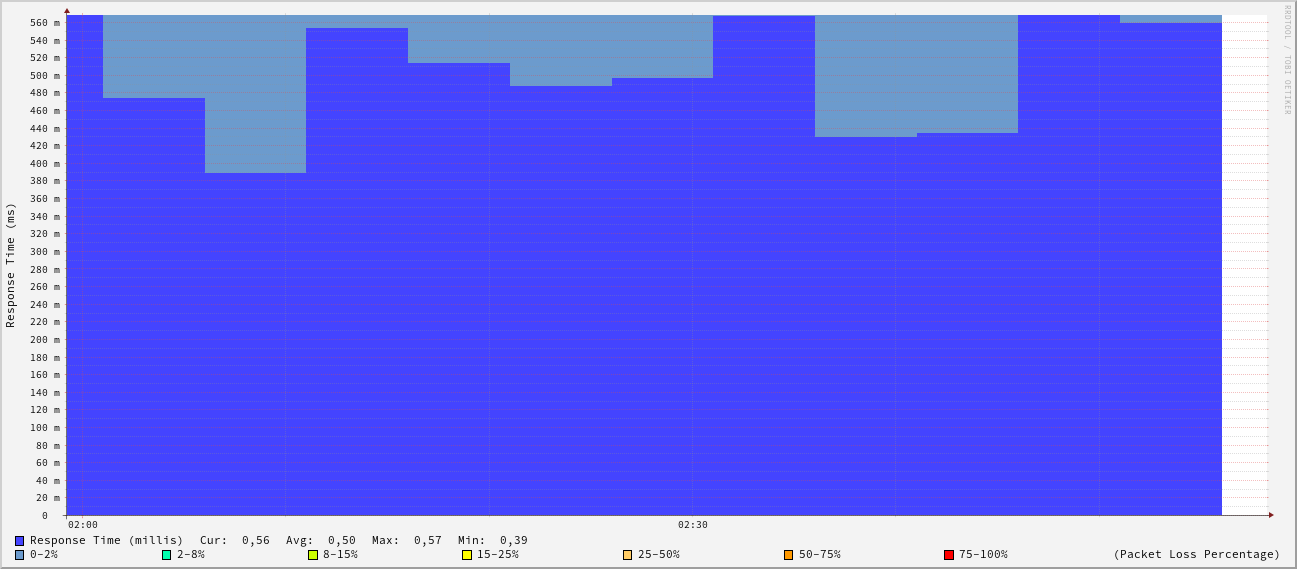 RRDTOOL / TOBI OETIKER
Response Time (ms)
560 m
540 m
520 m
500 m
480 m
460 m
440 m
420 m
400 m
380 m
360 m
340 m
320 m
300 m
280 m
260 m
240 m
220 m
200 m
180 m
160 m
140 m
120 m
100 m
80 m
60 m
40 m
20 m
0
02:00 02:30
Response Time (millis) Cur: 0,56 Avg: 0,50 Max: 0,57 Min: 0,39
0-2% 2-8% 8-15% 15-25% 25-50% 50-75% 75-100% (Packet Loss Percentage)